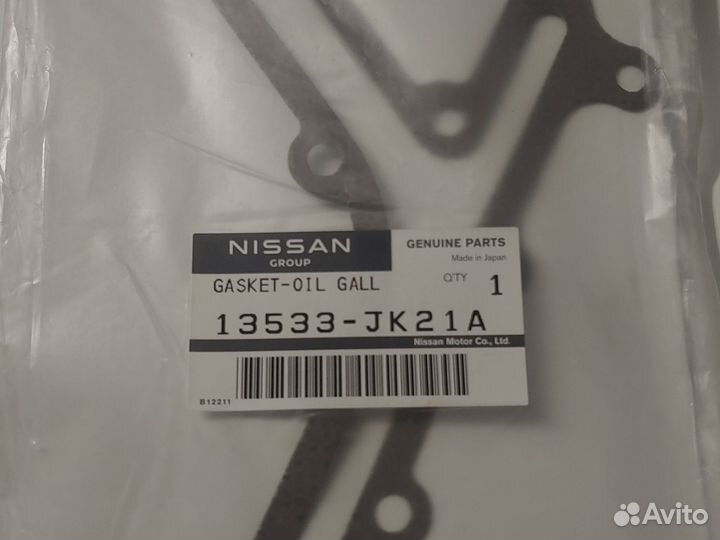 NISSAN
GROUP
GENUINE PARTS
Made in Japan
GASKET-OIL GALL
Q'TY 1
13533-JK21A
Nissan Motor Co., Ltd.
B12211
Avito